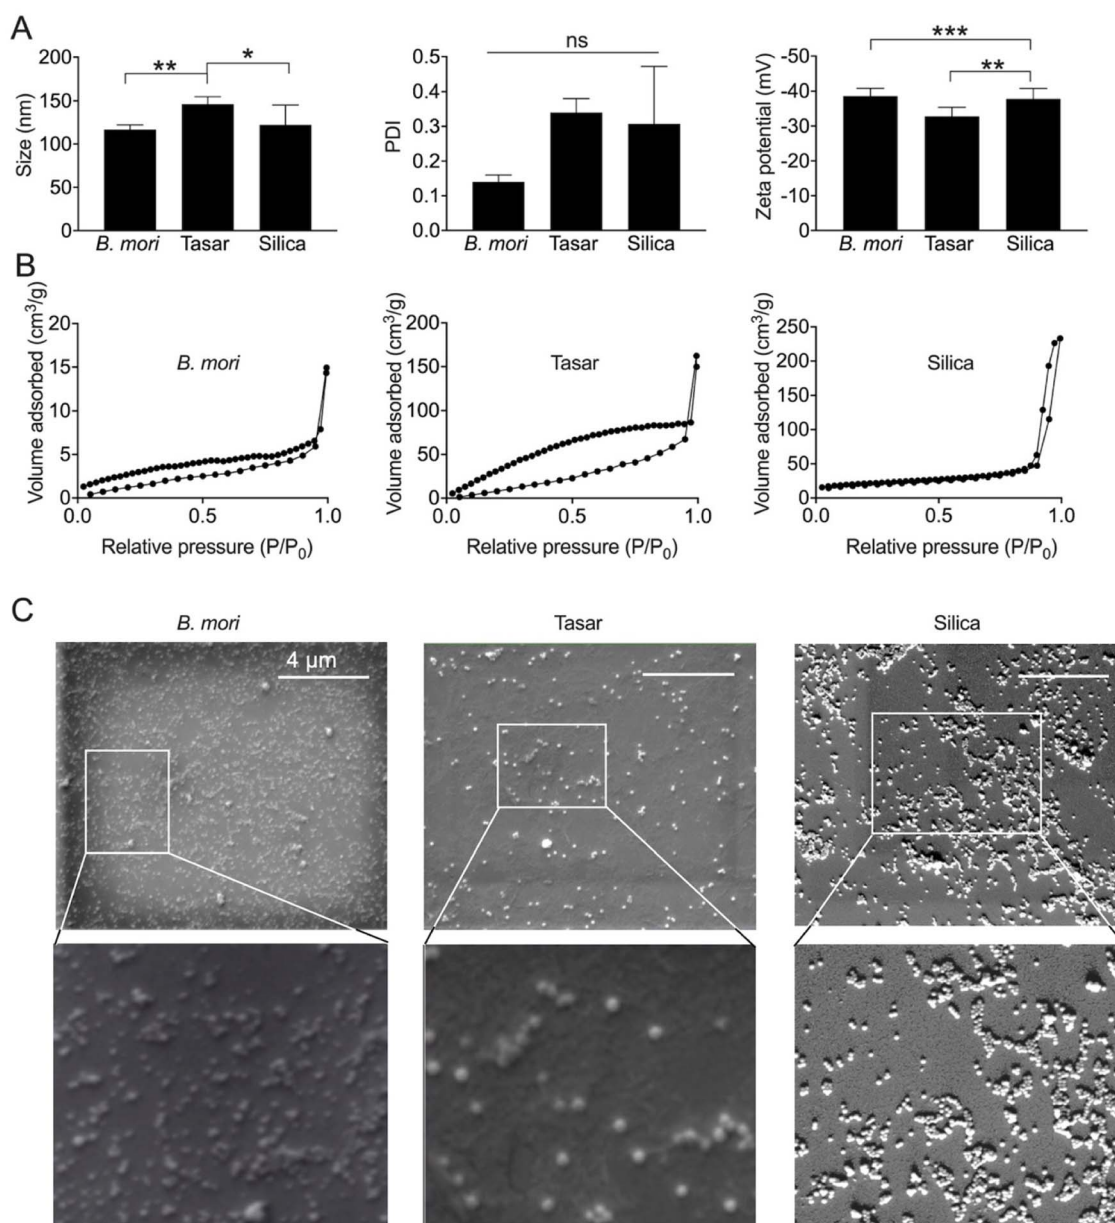 A
Size (nm)
200
150
100
50
0
** *
B. mori Tasar Silica
PDI
0.5
0.4
0.3
0.2
0.1
0.0
ns
B. mori Tasar Silica
Zeta potential (mV)
-50
-40
-30
-20
-10
0
***
**
B. mori Tasar Silica
B
Volume adsorbed (cm³/g)
20
15
10
5
0
B. mori
0.0 0.5 1.0
Relative pressure (P/P₀)
Volume adsorbed (cm³/g)
200
150
100
50
0
Tasar
0.0 0.5 1.0
Relative pressure (P/P₀)
Volume adsorbed (cm³/g)
250
200
150
100
50
0
Silica
0.0 0.5 1.0
Relative pressure (P/P₀)
C
B. mori Tasar Silica
4 µm